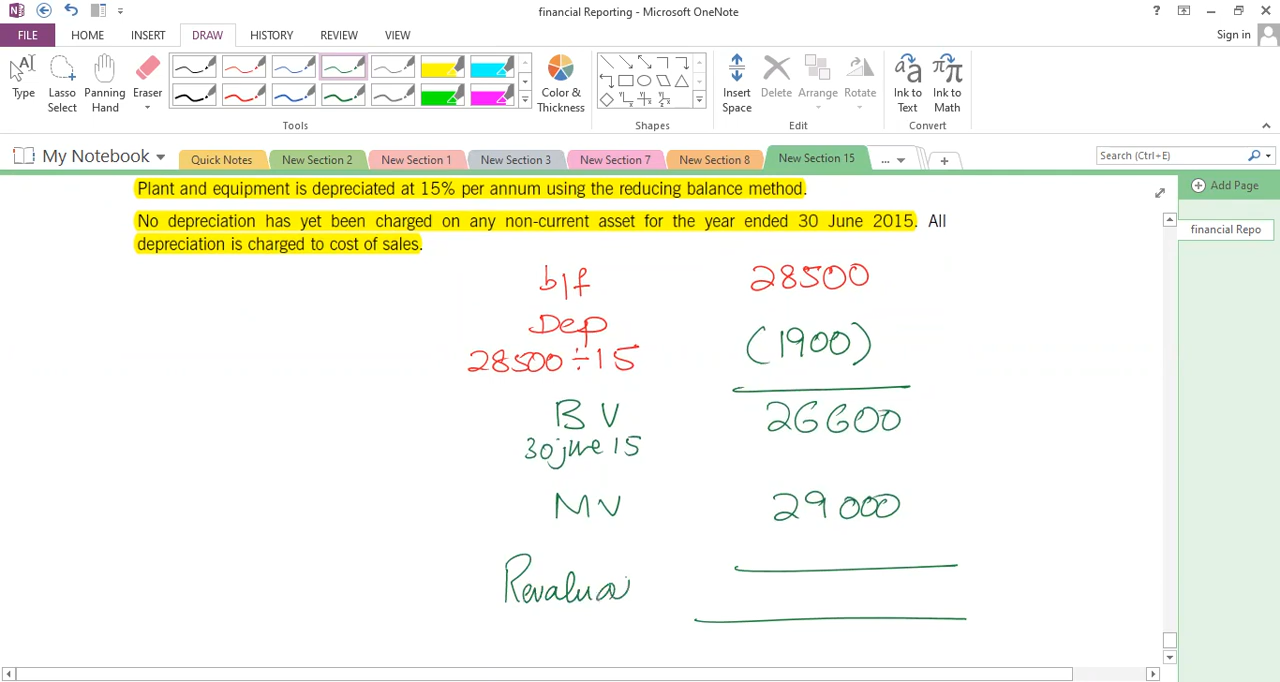 financial Reporting - Microsoft OneNote
Sign in
FILE HOME INSERT DRAW HISTORY REVIEW VIEW
Type
Lasso Select
Panning Hand
Eraser
Color & Thickness
Insert Space
Delete
Arrange
Rotate
Ink to Text
Ink to Math
Tools
Shapes
Edit
Convert
My Notebook
Quick Notes
New Section 2
New Section 1
New Section 3
New Section 7
New Section 8
New Section 15
...
Search (Ctrl+E)
Add Page
financial Repo
Plant and equipment is depreciated at 15% per annum using the reducing balance method.
No depreciation has yet been charged on any non-current asset for the year ended 30 June 2015. All
depreciation is charged to cost of sales.
b/f 28500
Dep
28500 ÷ 15 (1900)
B V 26600
30 june 15
M V 29000
Revalua